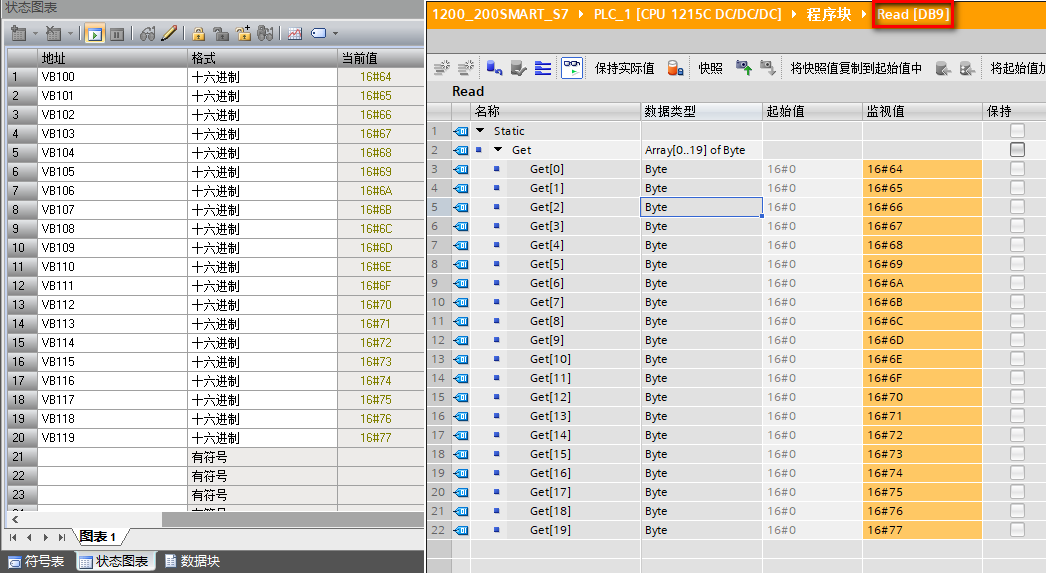 状态图表
地址 格式 当前值
1 VB100 十六进制 16#64
2 VB101 十六进制 16#65
3 VB102 十六进制 16#66
4 VB103 十六进制 16#67
5 VB104 十六进制 16#68
6 VB105 十六进制 16#69
7 VB106 十六进制 16#6A
8 VB107 十六进制 16#6B
9 VB108 十六进制 16#6C
10 VB109 十六进制 16#6D
11 VB110 十六进制 16#6E
12 VB111 十六进制 16#6F
13 VB112 十六进制 16#70
14 VB113 十六进制 16#71
15 VB114 十六进制 16#72
16 VB115 十六进制 16#73
17 VB116 十六进制 16#74
18 VB117 十六进制 16#75
19 VB118 十六进制 16#76
20 VB119 十六进制 16#77
21 有符号
22 有符号
23 有符号
图表 1
符号表 状态图表 数据块
1200_200SMART_S7 PLC_1 [CPU 1215C DC/DC/DC] 程序块 Read [DB9]
保持实际值 快照 将快照值复制到起始值中 将起始值加
Read
名称 数据类型 起始值 监视值 保持
1 Static
2 Get Array[0..19] of Byte
3 Get[0] Byte 16#0 16#64
4 Get[1] Byte 16#0 16#65
5 Get[2] Byte 16#0 16#66
6 Get[3] Byte 16#0 16#67
7 Get[4] Byte 16#0 16#68
8 Get[5] Byte 16#0 16#69
9 Get[6] Byte 16#0 16#6A
10 Get[7] Byte 16#0 16#6B
11 Get[8] Byte 16#0 16#6C
12 Get[9] Byte 16#0 16#6D
13 Get[10] Byte 16#0 16#6E
14 Get[11] Byte 16#0 16#6F
15 Get[12] Byte 16#0 16#70
16 Get[13] Byte 16#0 16#71
17 Get[14] Byte 16#0 16#72
18 Get[15] Byte 16#0 16#73
19 Get[16] Byte 16#0 16#74
20 Get[17] Byte 16#0 16#75
21 Get[18] Byte 16#0 16#76
22 Get[19] Byte 16#0 16#77